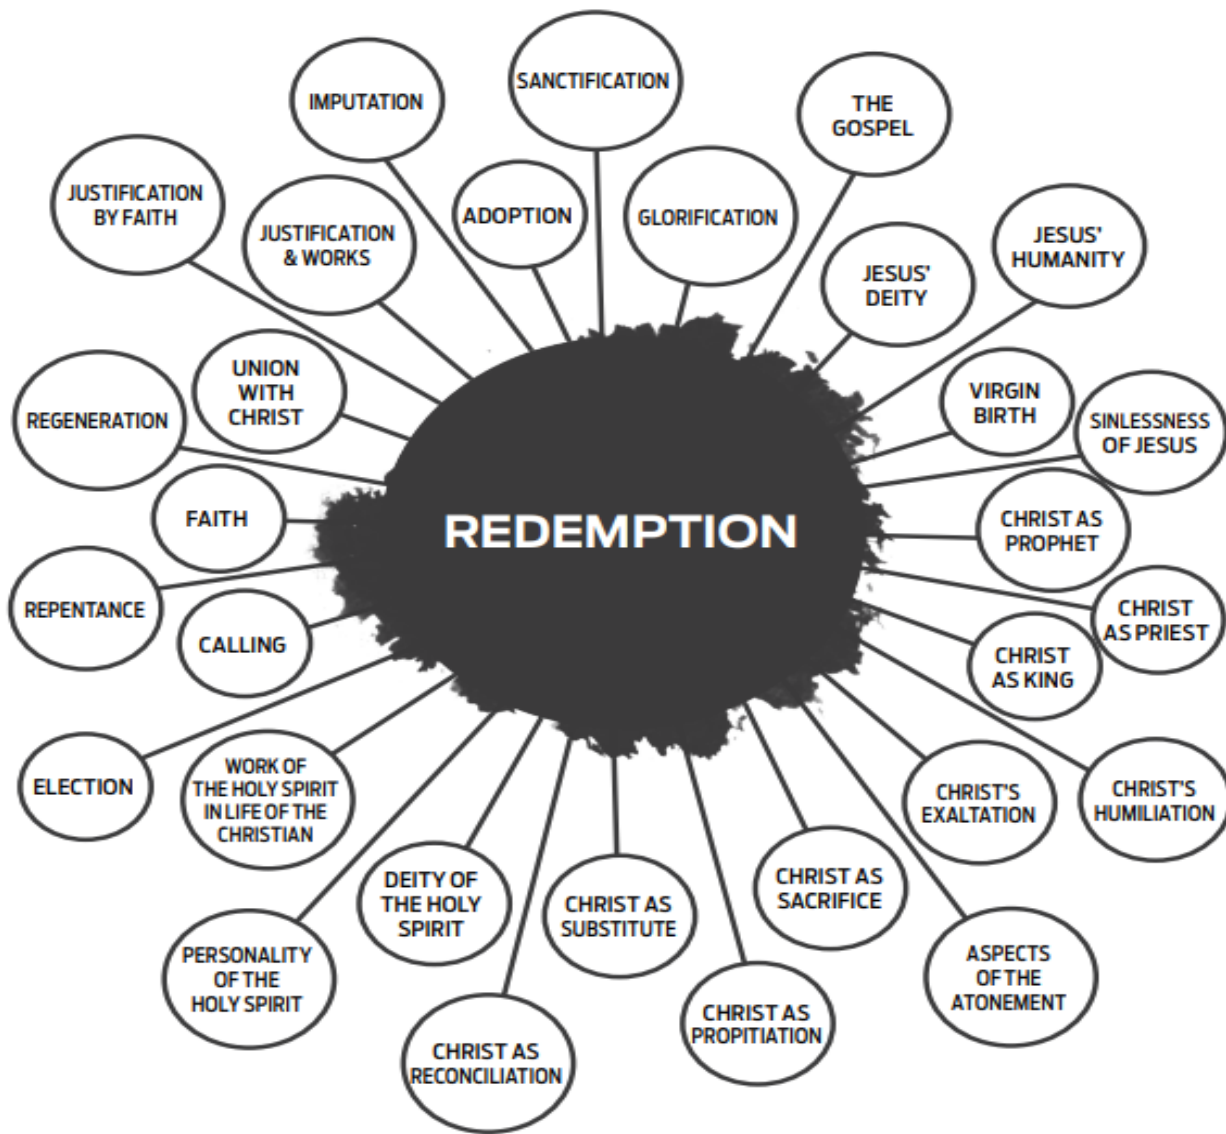 SANCTIFICATION
IMPUTATION
THE
GOSPEL
JUSTIFICATION
BY FAITH
JUSTIFICATION
& WORKS
ADOPTION
GLORIFICATION
JESUS'
DEITY
JESUS'
HUMANITY
UNION
WITH
CHRIST
REGENERATION
VIRGIN
BIRTH
SINLESSNESS
OF JESUS
FAITH
REDEMPTION
CHRIST AS
PROPHET
REPENTANCE
CALLING
CHRIST
AS PRIEST
CHRIST
AS KING
ELECTION
WORK OF
THE HOLY SPIRIT
IN LIFE OF THE
CHRISTIAN
CHRIST'S
EXALTATION
CHRIST'S
HUMILIATION
DEITY OF
THE HOLY
SPIRIT
CHRIST AS
SUBSTITUTE
CHRIST AS
SACRIFICE
PERSONALITY
OF THE
HOLY SPIRIT
ASPECTS
OF THE
ATONEMENT
CHRIST AS
RECONCILIATION
CHRIST AS
PROPITIATION